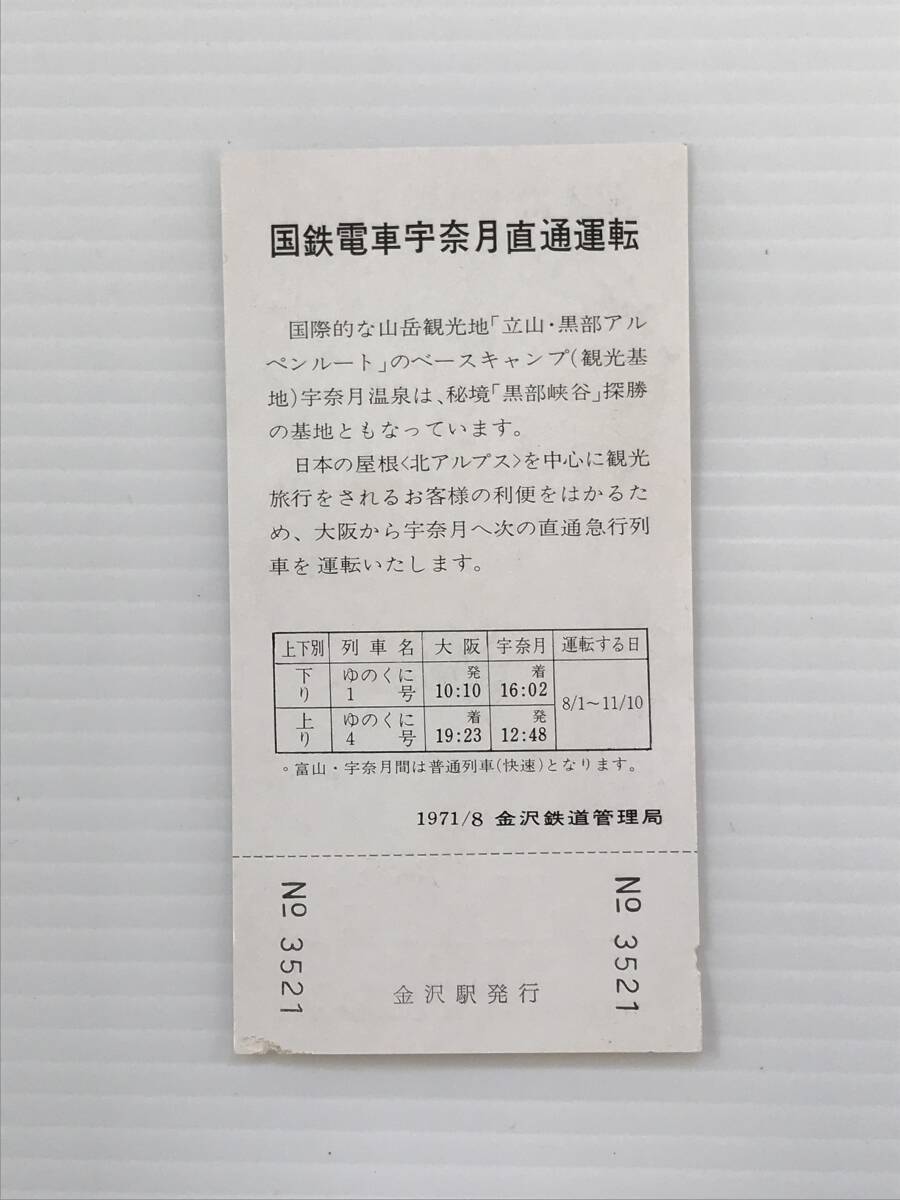 国鉄電車宇奈月直通運転
国際的な山岳観光地「立山・黒部アル
ペンルート」のベースキャンプ(観光基
地)宇奈月温泉は、秘境「黒部峡谷」探勝
の基地ともなっています。
日本の屋根〈北アルプス〉を中心に観光
旅行をされるお客様の利便をはかるた
め、大阪から宇奈月へ次の直通急行列
車を運転いたします。
上下別 列車名 大阪 宇奈月 運転する日
下り ゆのくに1号 発10:10 着16:02 8/1~11/10
上り ゆのくに4号 着19:23 発12:48
○富山・宇奈月間は普通列車(快速)となります。
1971/8 金沢鉄道管理局
№ 3521
№ 3521
金沢駅発行